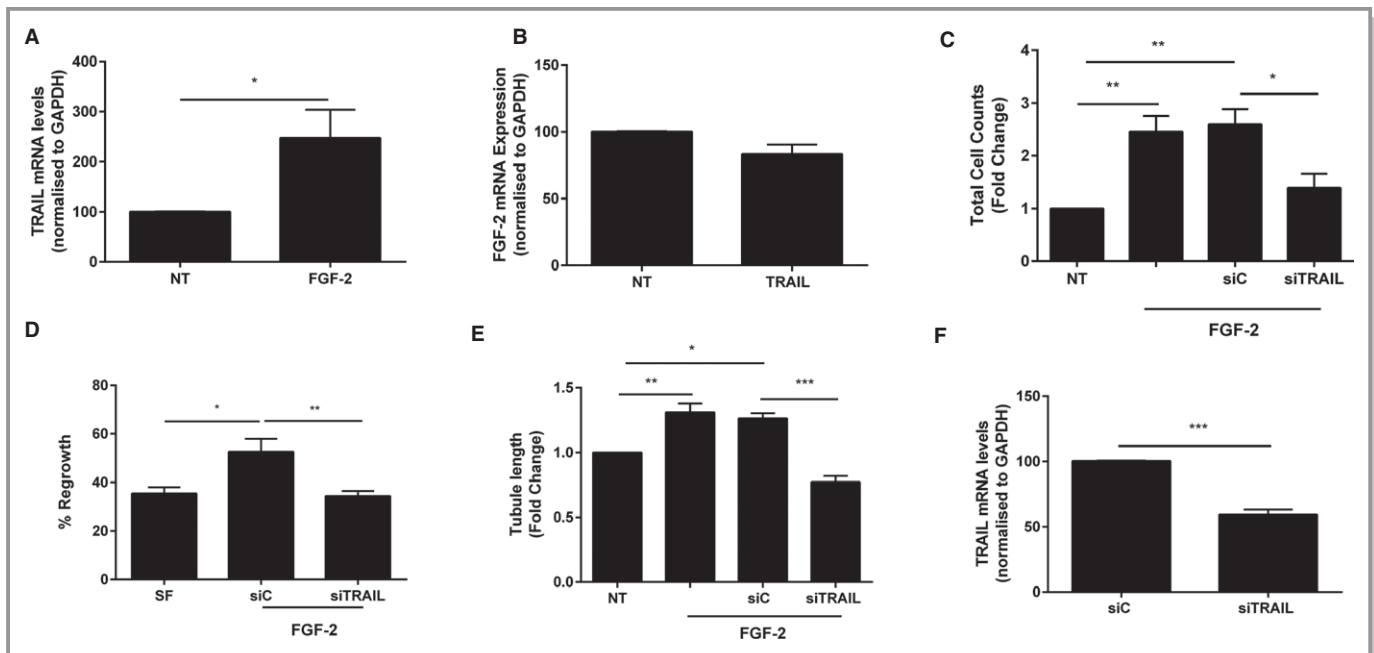 A
TRAIL mRNA levels
(normalised to GAPDH)
400
300
200
100
0
*
NT
FGF-2
B
FGF-2 mRNA Expression
(normalised to GAPDH)
150
100
50
0
NT
TRAIL
C
Total Cell Counts
(Fold Change)
4
3
2
1
0
**
**
*
NT
siC
siTRAIL
FGF-2
D
% Regrowth
80
60
40
20
0
*
**
SF
siC
siTRAIL
FGF-2
E
Tubule length
(Fold Change)
1.5
1.0
0.5
0.0
*
**
***
NT
siC
siTRAIL
FGF-2
F
TRAIL mRNA levels
(normalised to GAPDH)
150
100
50
0
***
siC
siTRAIL